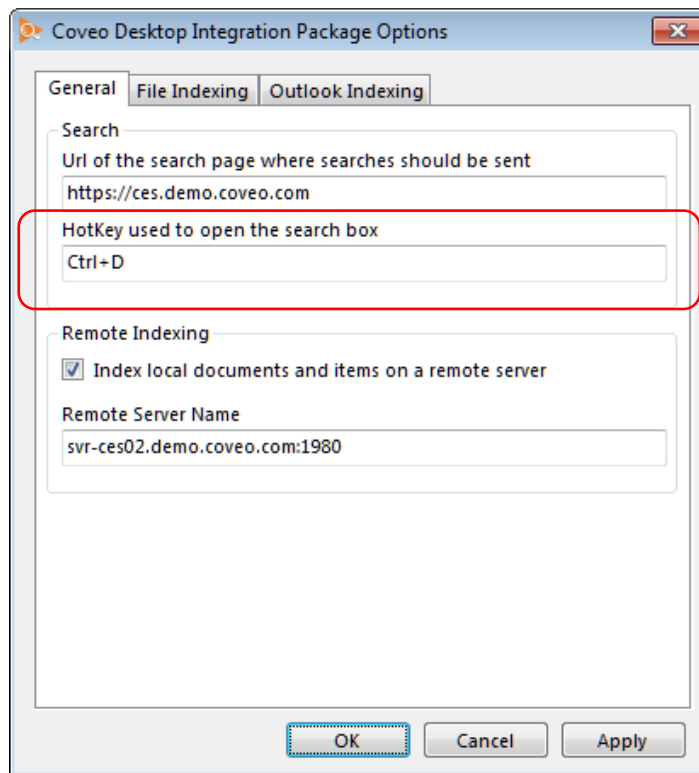 Coveo Desktop Integration Package Options
General File Indexing Outlook Indexing
Search
Url of the search page where searches should be sent
https://ces.demo.coveo.com
HotKey used to open the search box
Ctrl+D
Remote Indexing
Index local documents and items on a remote server
Remote Server Name
svr-ces02.demo.coveo.com:1980
OK Cancel Apply